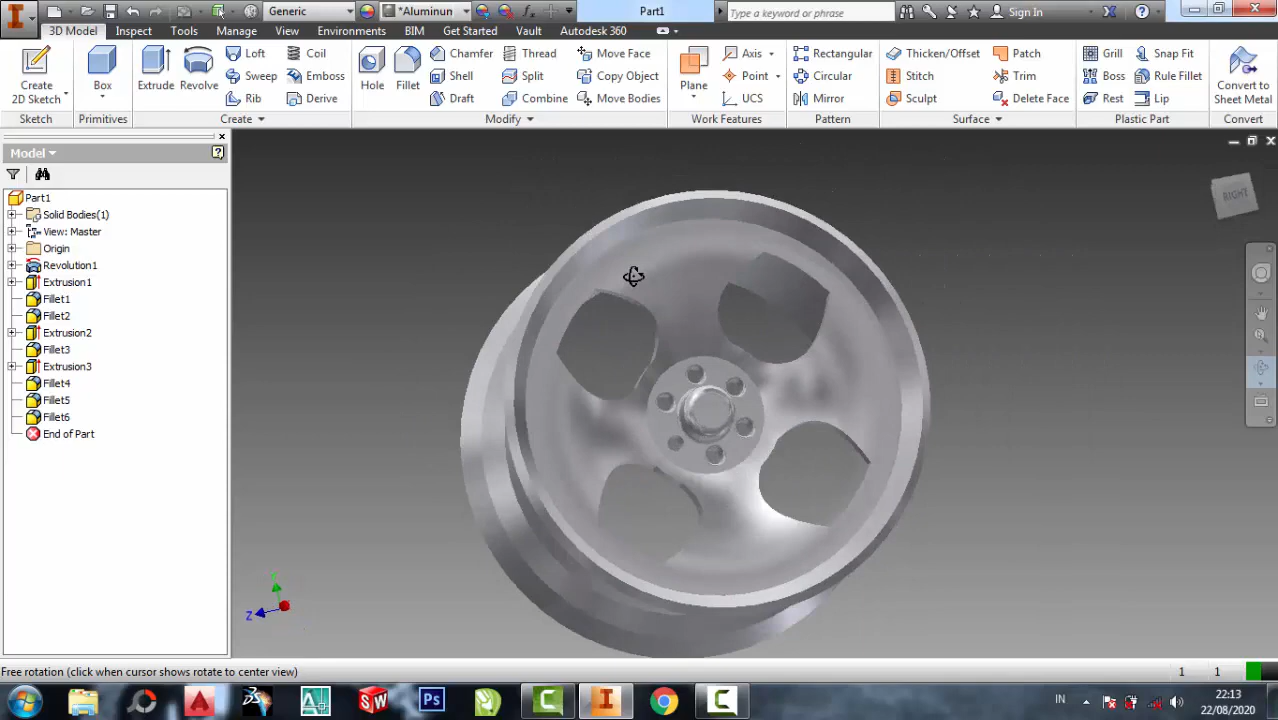 Generic
*Aluminun
Part1
Type a keyword or phrase
Sign In
3D Model
Inspect
Tools
Manage
View
Environments
BIM
Get Started
Vault
Autodesk 360
Create
2D Sketch
Sketch
Box
Primitives
Extrude
Revolve
Loft
Sweep
Rib
Coil
Emboss
Derive
Create
Hole
Fillet
Chamfer
Shell
Draft
Thread
Split
Combine
Move Face
Copy Object
Move Bodies
Modify
Plane
Axis
Point
UCS
Work Features
Rectangular
Circular
Mirror
Pattern
Thicken/Offset
Stitch
Sculpt
Patch
Trim
Delete Face
Surface
Grill
Boss
Rest
Snap Fit
Rule Fillet
Lip
Plastic Part
Convert to
Sheet Metal
Convert
Model
Part1
Solid Bodies(1)
View: Master
Origin
Revolution1
Extrusion1
Fillet1
Fillet2
Extrusion2
Fillet3
Extrusion3
Fillet4
Fillet5
Fillet6
End of Part
RIGHT
Z
Free rotation (click when cursor shows rotate to center view)
1
1
SW
Ps
IN
22:13
22/08/2020